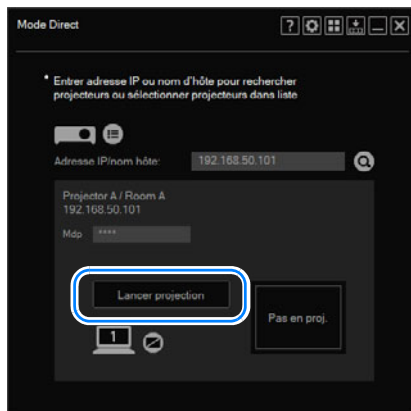 Mode Direct
?
* Entrer adresse IP ou nom d'hôte pour rechercher
projecteurs ou sélectionner projecteurs dans liste
Adresse IP/nom hôte: 192.168.50.101
Projector A / Room A
192.168.50.101
Mdp ****
Lancer projection
Pas en proj.
1